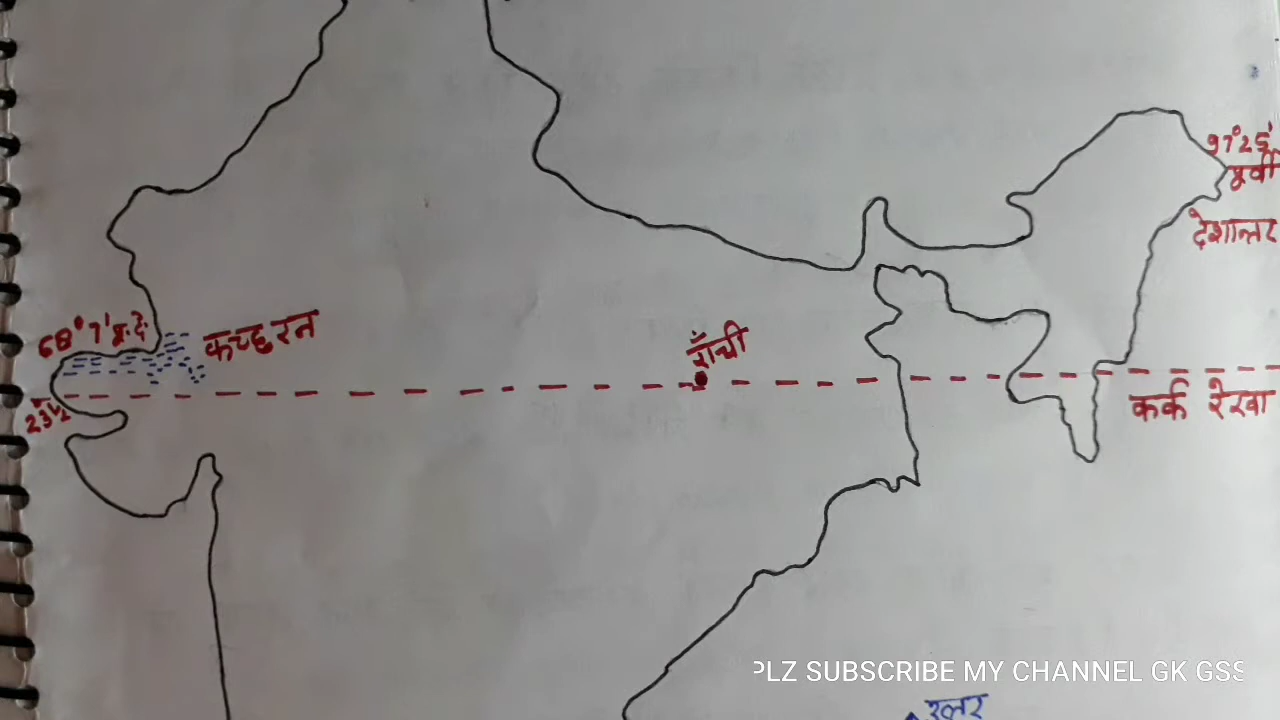 97°25'
पूर्वी
देशान्तर
68°7' पू.दे.
कच्छ रन
राँची
23½
कर्क रेखा
PLZ SUBSCRIBE MY CHANNEL GK GSS